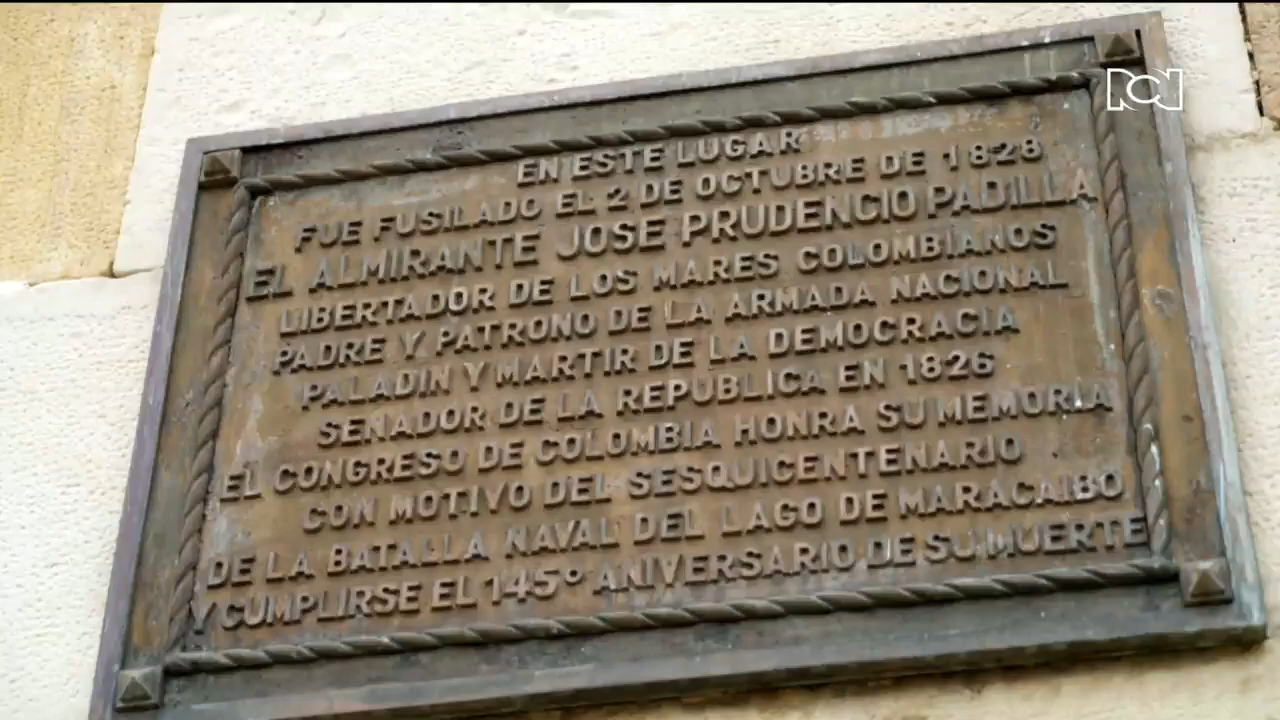 RCN
EN ESTE LUGAR
FUE FUSILADO EL 2 DE OCTUBRE DE 1828
EL ALMIRANTE JOSE PRUDENCIO PADILLA
LIBERTADOR DE LOS MARES COLOMBIANOS
PADRE Y PATRONO DE LA ARMADA NACIONAL
PALADIN Y MARTIR DE LA DEMOCRACIA
SENADOR DE LA REPUBLICA EN 1826
EL CONGRESO DE COLOMBIA HONRA SU MEMORIA
CON MOTIVO DEL SESQUICENTENARIO
DE LA BATALLA NAVAL DEL LAGO DE MARACAIBO
Y CUMPLIRSE EL 145° ANIVERSARIO DE SU MUERTE